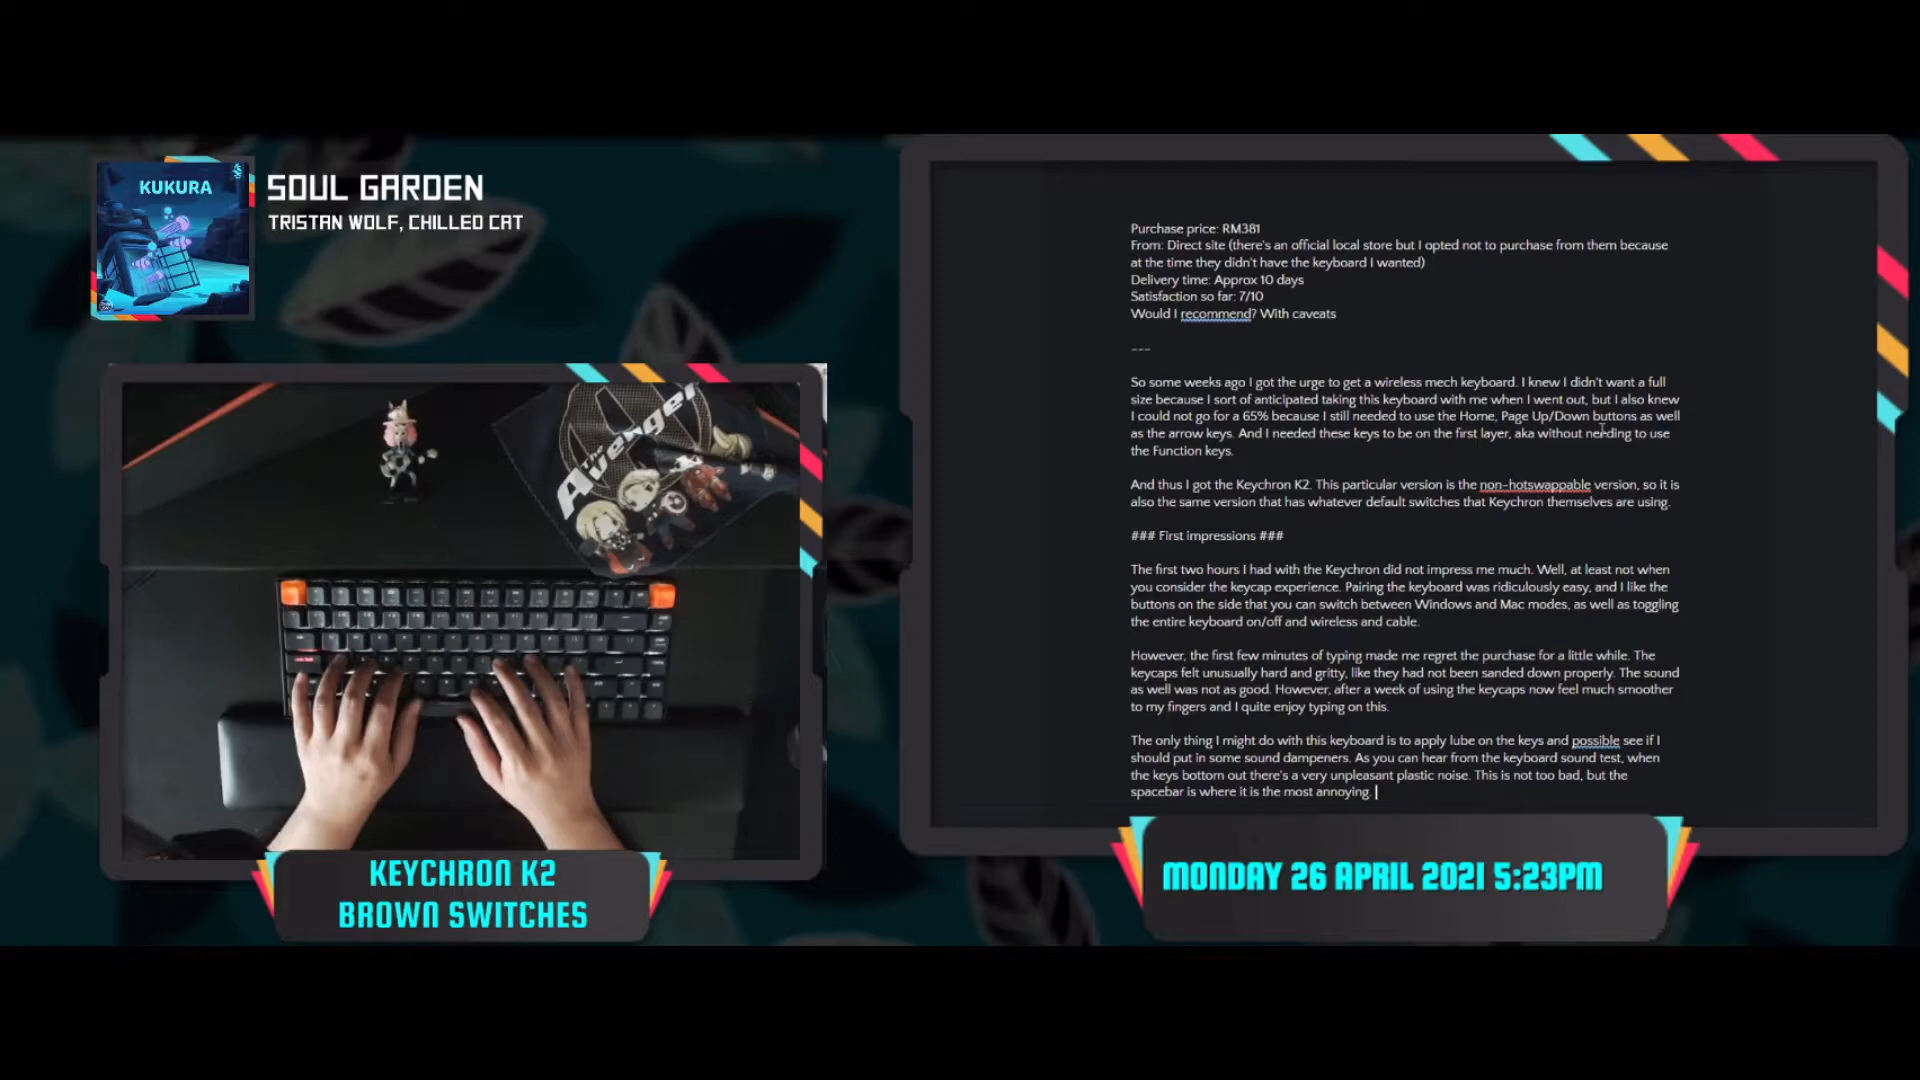 KUKURA
SOUL GARDEN
TRISTAN WOLF, CHILLED CAT
The
Avenger
KEYCHRON K2
BROWN SWITCHES
Purchase price: RM381
From: Direct site (there's an official local store but I opted not to purchase from them because
at the time they didn't have the keyboard I wanted)
Delivery time: Approx 10 days
Satisfaction so far: 7/10
Would I recommend? With caveats
---
So some weeks ago I got the urge to get a wireless mech keyboard. I knew I didn't want a full
size because I sort of anticipated taking this keyboard with me when I went out, but I also knew
I could not go for a 65% because I still needed to use the Home, Page Up/Down buttons as well
as the arrow keys. And I needed these keys to be on the first layer, aka without needing to use
the Function keys.
And thus I got the Keychron K2. This particular version is the non-hotswappable version, so it is
also the same version that has whatever default switches that Keychron themselves are using.
### First impressions ###
The first two hours I had with the Keychron did not impress me much. Well, at least not when
you consider the keycap experience. Pairing the keyboard was ridiculously easy, and I like the
buttons on the side that you can switch between Windows and Mac modes, as well as toggling
the entire keyboard on/off and wireless and cable.
However, the first few minutes of typing made me regret the purchase for a little while. The
keycaps felt unusually hard and gritty, like they had not been sanded down properly. The sound
as well was not as good. However, after a week of using the keycaps now feel much smoother
to my fingers and I quite enjoy typing on this.
The only thing I might do with this keyboard is to apply lube on the keys and possible see if I
should put in some sound dampeners. As you can hear from the keyboard sound test, when
the keys bottom out there's a very unpleasant plastic noise. This is not too bad, but the
spacebar is where it is the most annoying.
MONDAY 26 APRIL 2021 5:23PM